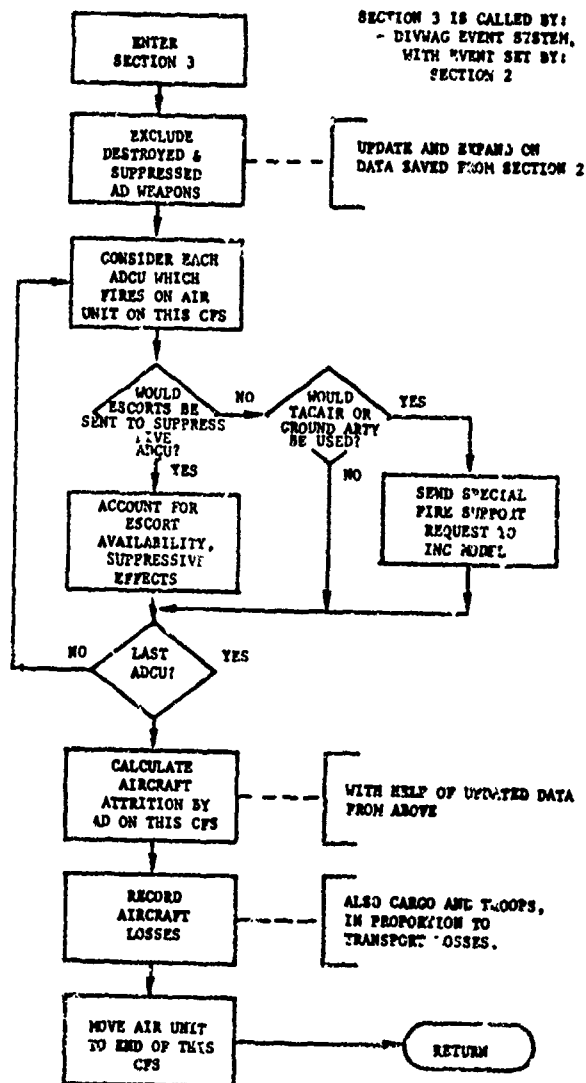 SECTION 3 IS CALLED BY:
- DIVWAG EVENT SYSTEM,
WITH EVENT SET BY:
SECTION 2
ENTER
SECTION 3
EXCLUDE
DESTROYED &
SUPPRESSED
AD WEAPONS
UPDATE AND EXPAND ON
DATA SAVED FROM SECTION 2
CONSIDER EACH
ADCU WHICH
FIRES ON AIR
UNIT ON THIS CFS
WOULD
ESCORTS BE
SENT TO SUPPRESS
LIVE
ADCU?
NO
YES
WOULD
TACAIR OR
GROUND ARTY
BE USED?
YES
NO
ACCOUNT FOR
ESCORT
AVAILABILITY,
SUPPRESSIVE
EFFECTS
SEND SPECIAL
FIRE SUPPORT
REQUEST TO
INC MODEL
NO
LAST
ADCU?
YES
CALCULATE
AIRCRAFT
ATTRITION BY
AD ON THIS CFS
WITH HELP OF UPDATED DATA
FROM ABOVE
RECORD
AIRCRAFT
LOSSES
ALSO CARGO AND TROOPS,
IN PROPORTION TO
TRANSPORT LOSSES.
MOVE AIR UNIT
TO END OF THIS
CFS
RETURN